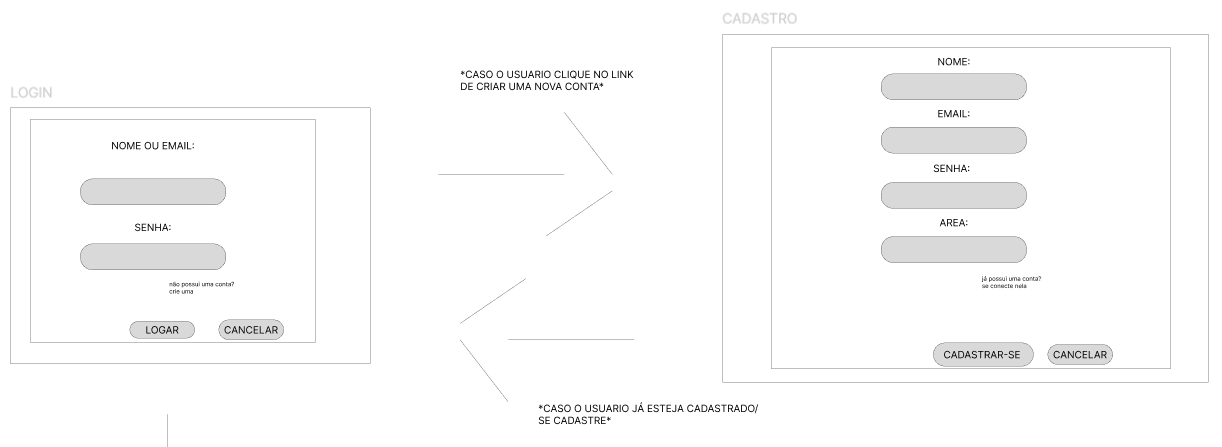 LOGIN
NOME OU EMAIL:
SENHA:
não possui uma conta?
crie uma
LOGAR
CANCELAR
*CASO O USUARIO CLIQUE NO LINK
DE CRIAR UMA NOVA CONTA*
*CASO O USUARIO JÁ ESTEJA CADASTRADO/
SE CADASTRE*
CADASTRO
NOME:
EMAIL:
SENHA:
AREA:
já possui uma conta?
se conecte nela
CADASTRAR-SE
CANCELAR